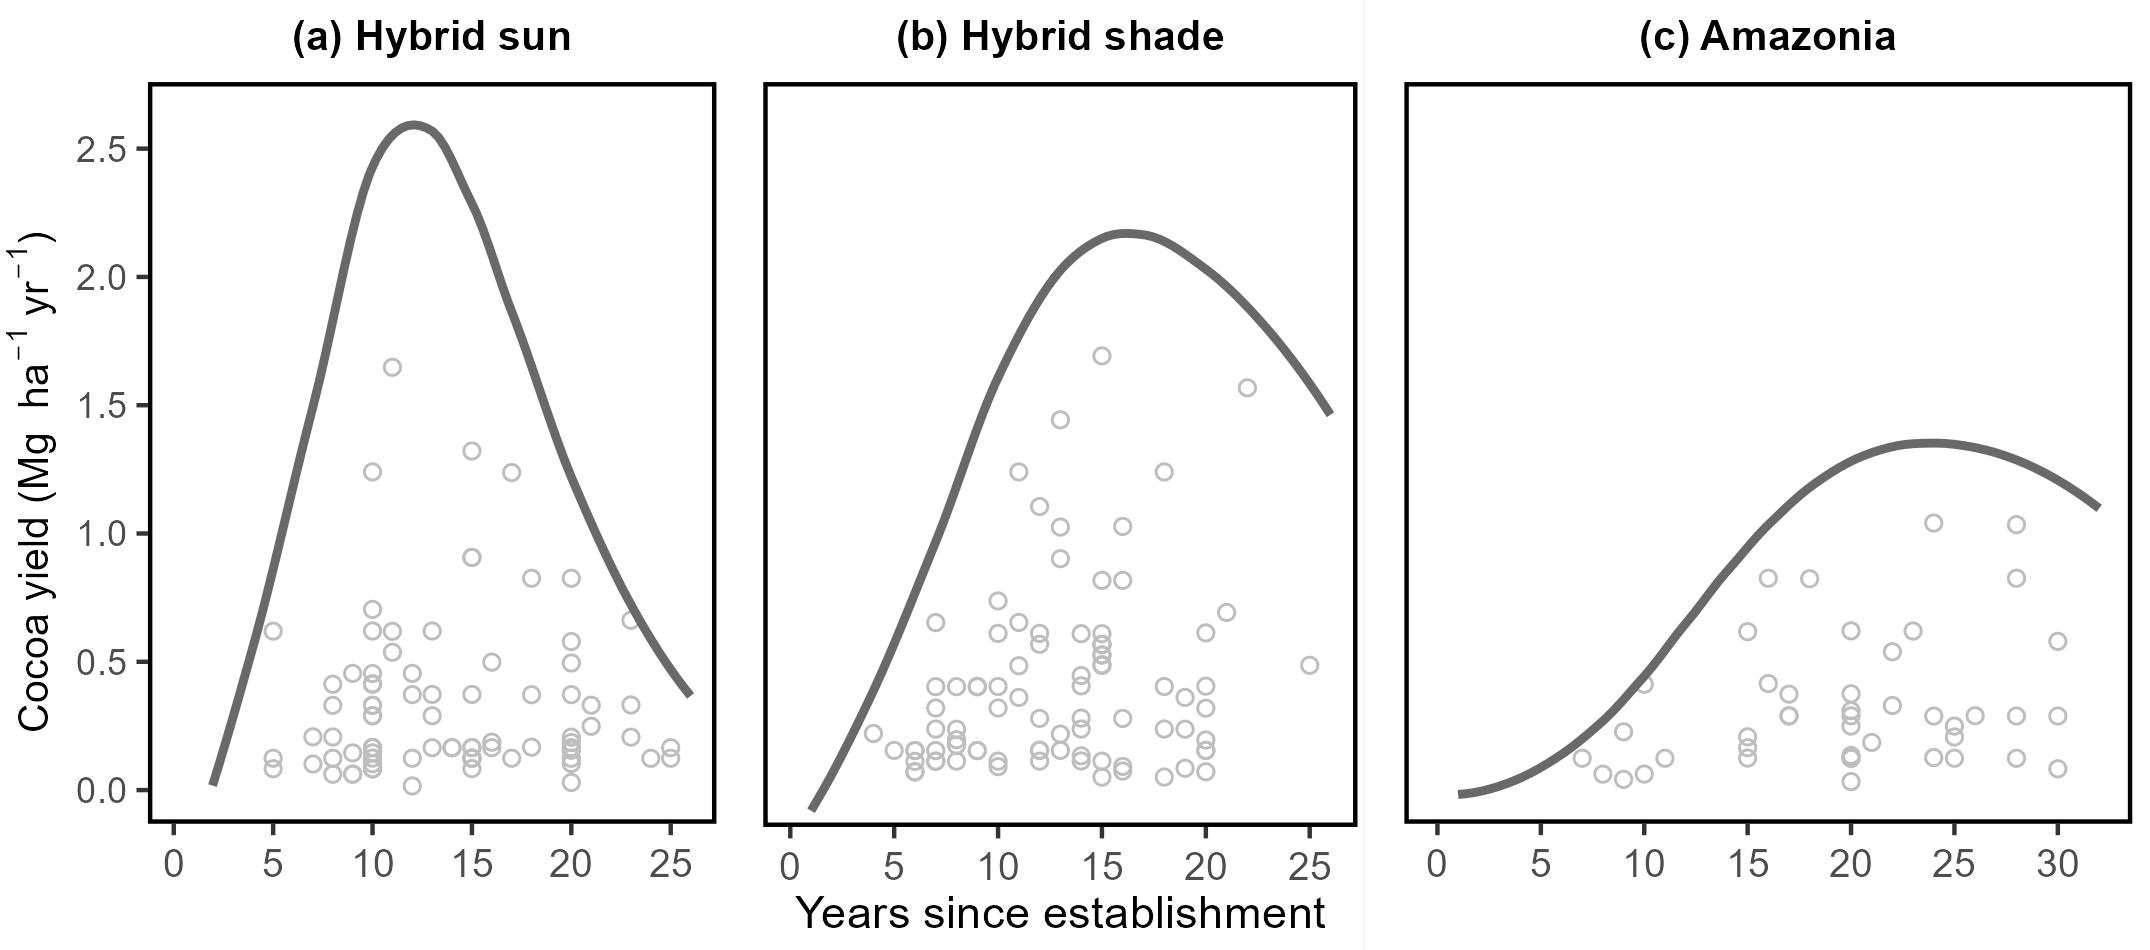 (a) Hybrid sun
(b) Hybrid shade
(c) Amazonia
Cocoa yield (Mg ha⁻¹ yr⁻¹)
2.5
2.0
1.5
1.0
0.5
0.0
0 5 10 15 20 25
0 5 10 15 20 25
0 5 10 15 20 25 30
Years since establishment